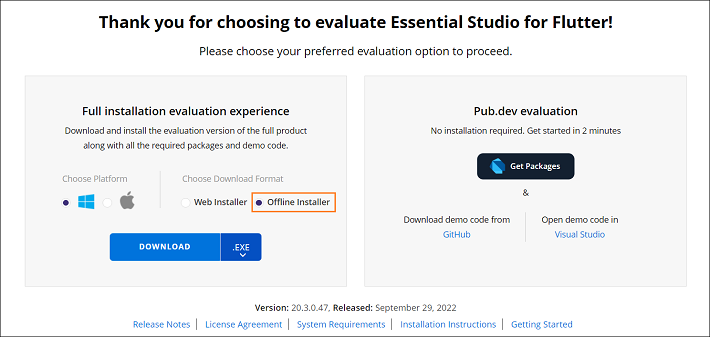 Thank you for choosing to evaluate Essential Studio for Flutter!
Please choose your preferred evaluation option to proceed.
Full installation evaluation experience
Download and install the evaluation version of the full product
along with all the required packages and demo code.
Choose Platform
Choose Download Format
Web Installer
Offline Installer
DOWNLOAD
.EXE
Pub.dev evaluation
No installation required. Get started in 2 minutes
Get Packages
&
Download demo code from
GitHub
Open demo code in
Visual Studio
Version: 20.3.0.47, Released: September 29, 2022
Release Notes | License Agreement | System Requirements | Installation Instructions | Getting Started